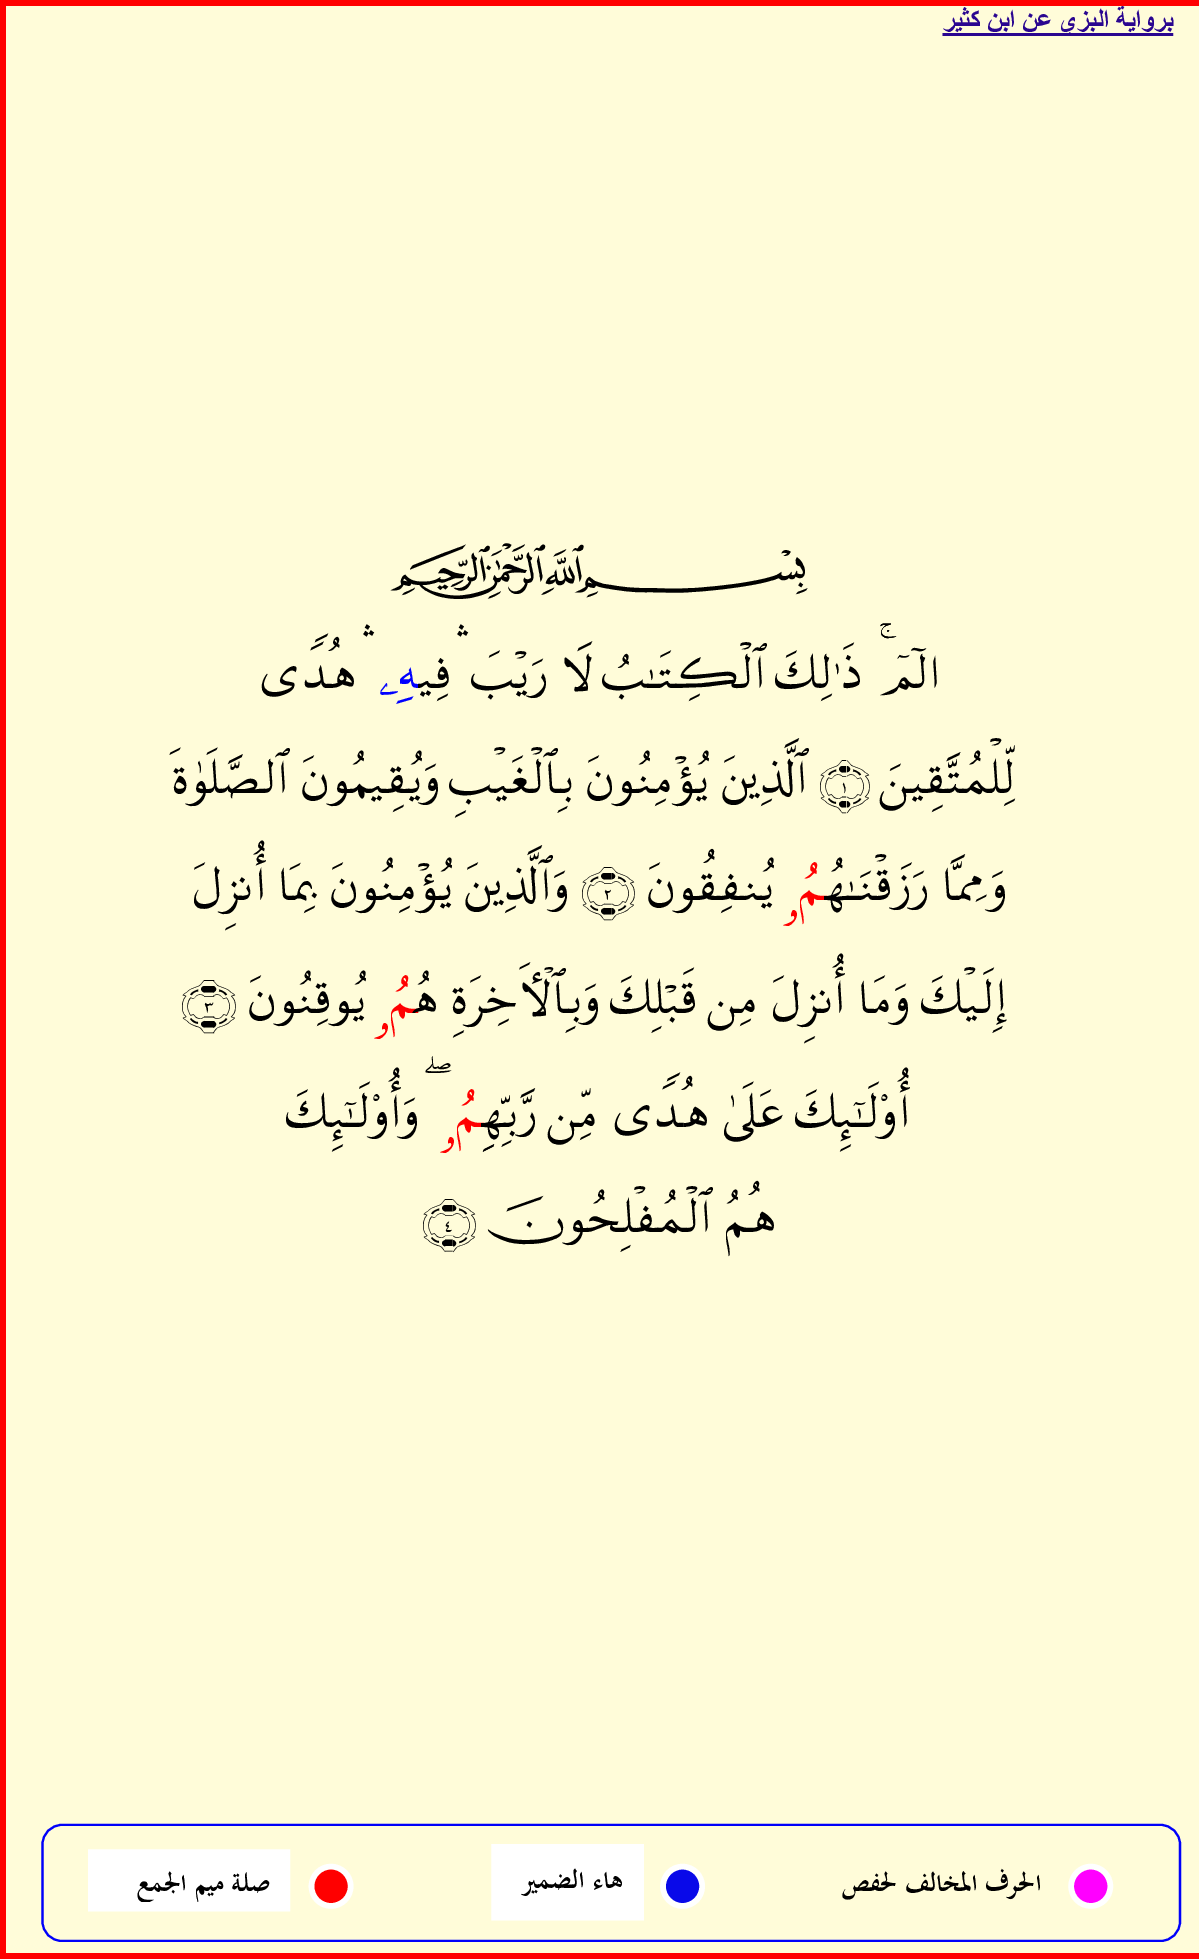 برواية البزى عن ابن كثير
بِسْمِ ٱللَّهِ ٱلرَّحْمَٰنِ ٱلرَّحِيمِ
الٓمٓ ۚ ذَٰلِكَ ٱلْكِتَٰبُ لَا رَيْبَ ۛ فِيهِۦ ۛ هُدًى
لِّلْمُتَّقِينَ ١ ٱلَّذِينَ يُؤْمِنُونَ بِٱلْغَيْبِ وَيُقِيمُونَ ٱلصَّلَوٰةَ
وَمِمَّا رَزَقْنَٰهُمُۥ يُنفِقُونَ ٢ وَٱلَّذِينَ يُؤْمِنُونَ بِمَا أُنزِلَ
إِلَيْكَ وَمَا أُنزِلَ مِن قَبْلِكَ وَبِٱلْأَخِرَةِ هُمُۥ يُوقِنُونَ ٣
أُوْلَٰٓئِكَ عَلَىٰ هُدًى مِّن رَّبِّهِمُۥ ۖ وَأُوْلَٰٓئِكَ
هُمُ ٱلْمُفْلِحُونَ ٤
الحرف المخالف لحفص هاء الضمير صلة ميم الجمع